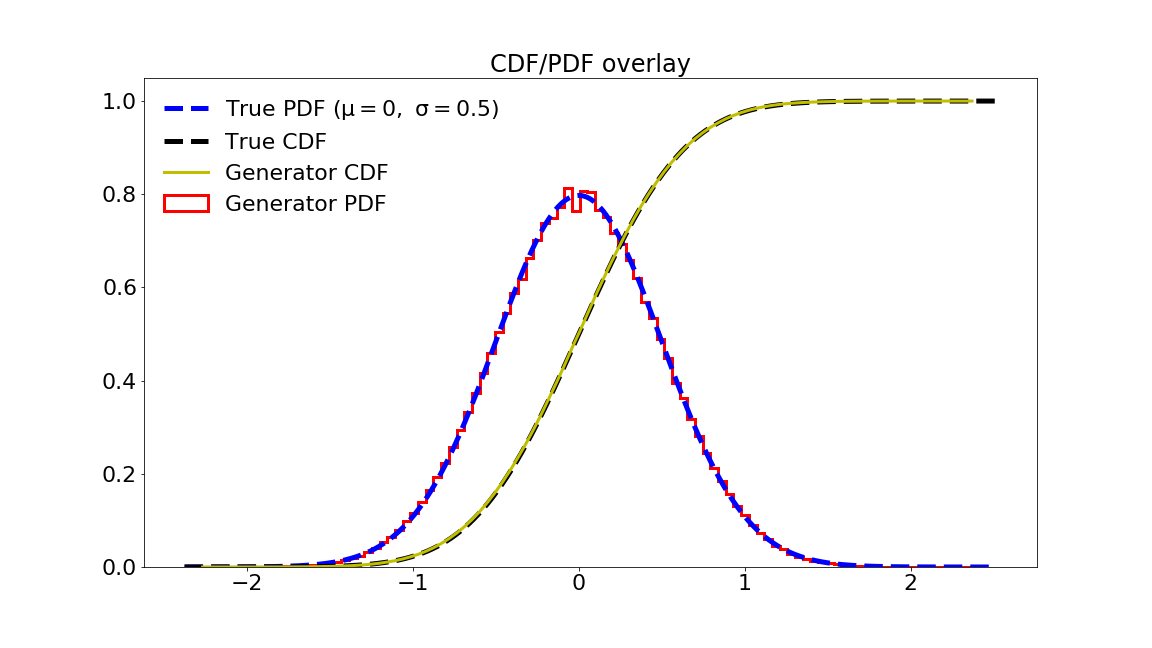 CDF/PDF overlay
True PDF (μ = 0, σ = 0.5)
True CDF
Generator CDF
Generator PDF
1.0
0.8
0.6
0.4
0.2
0.0
−2 −1 0 1 2